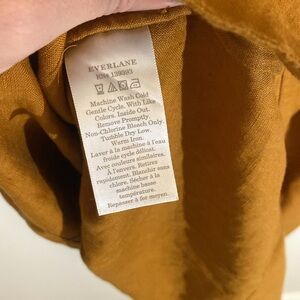 EVERLANE
RN# 139393
Machine Wash Cold
Gentle Cycle. With Like
Colors. Inside Out.
Remove Promptly.
Non-Chlorine Bleach Only.
Tumble Dry Low.
Warm Iron.
Laver à la machine à l'eau
froide cycle délicat.
Avec couleurs similaires.
À l'envers. Blanchir sans
chlore. Sécher à la
machine basse
température.
Repasser à fer moyen.